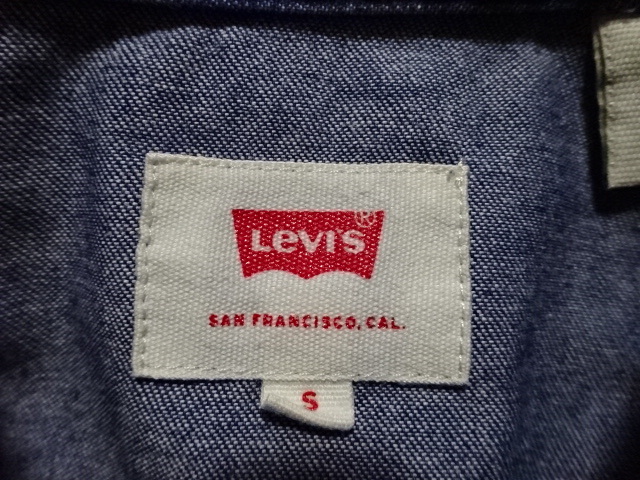 LEVI'S®
SAN FRANCISCO, CAL.
S